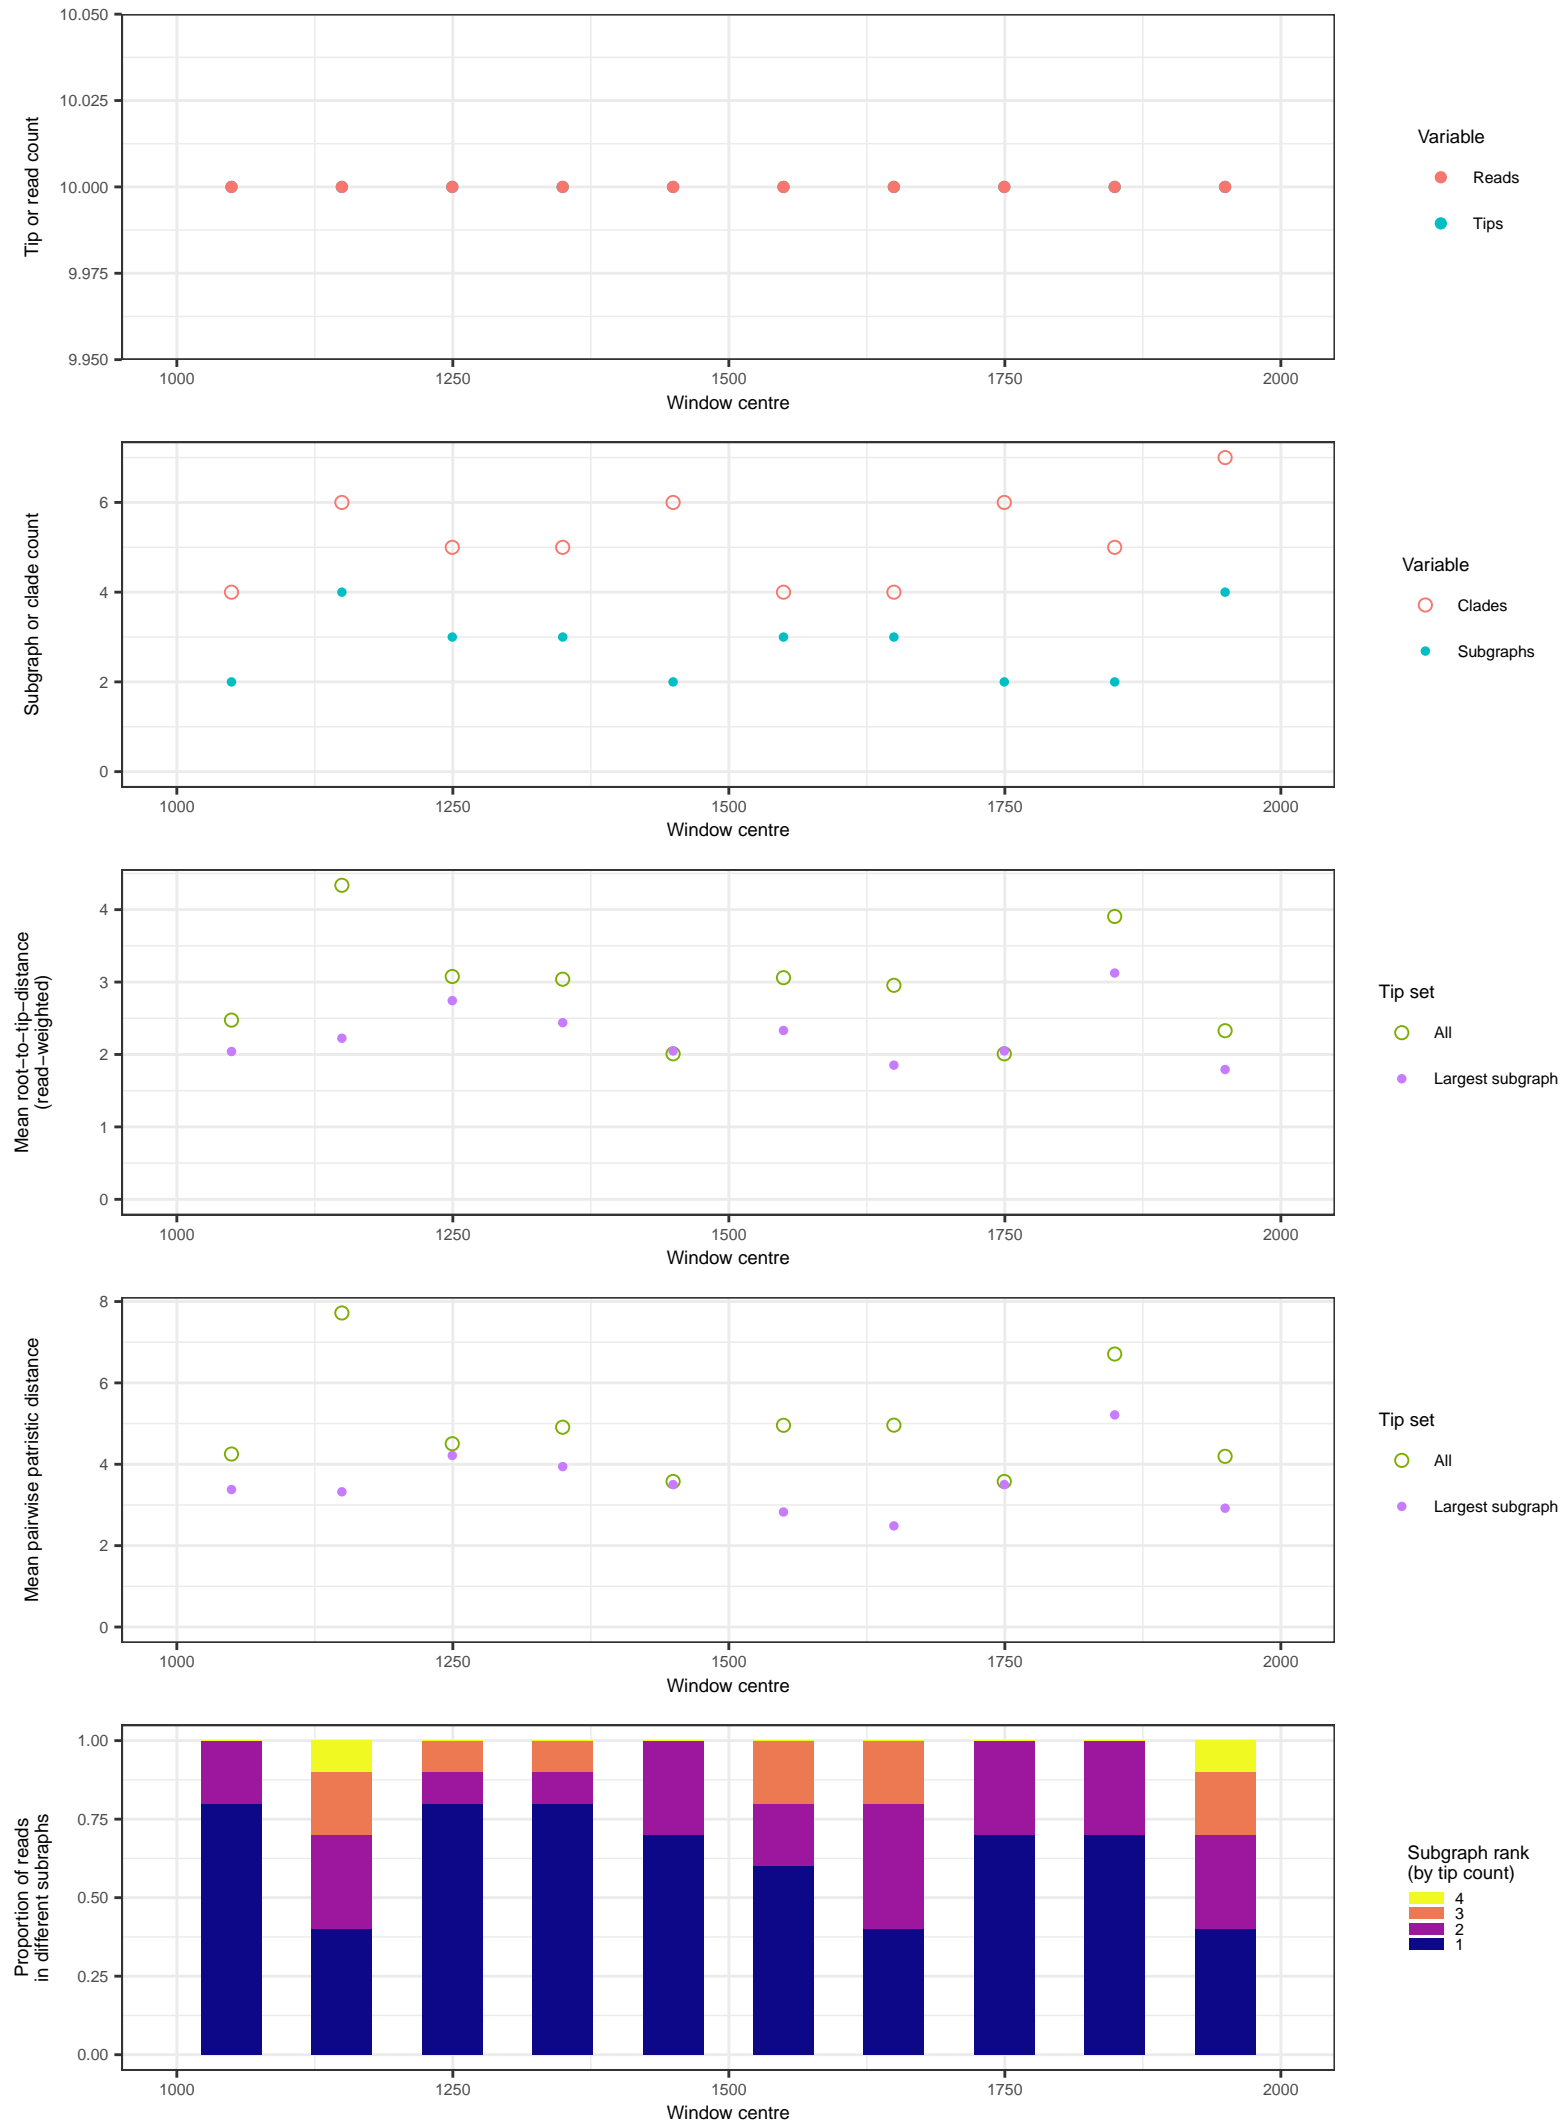 10.050
10.025
10.000
9.975
9.950
Tip or read count
1000 1250 1500 1750 2000
Window centre
Variable
Reads
Tips
6
4
2
0
Subgraph or clade count
1000 1250 1500 1750 2000
Window centre
Variable
Clades
Subgraphs
4
3
2
1
0
Mean root−to−tip−distance
(read−weighted)
1000 1250 1500 1750 2000
Window centre
Tip set
All
Largest subgraph
8
6
4
2
0
Mean pairwise patristic distance
1000 1250 1500 1750 2000
Window centre
Tip set
All
Largest subgraph
1.00
0.75
0.50
0.25
0.00
Proportion of reads
in different subraphs
1000 1250 1500 1750 2000
Window centre
Subgraph rank
(by tip count)
4
3
2
1